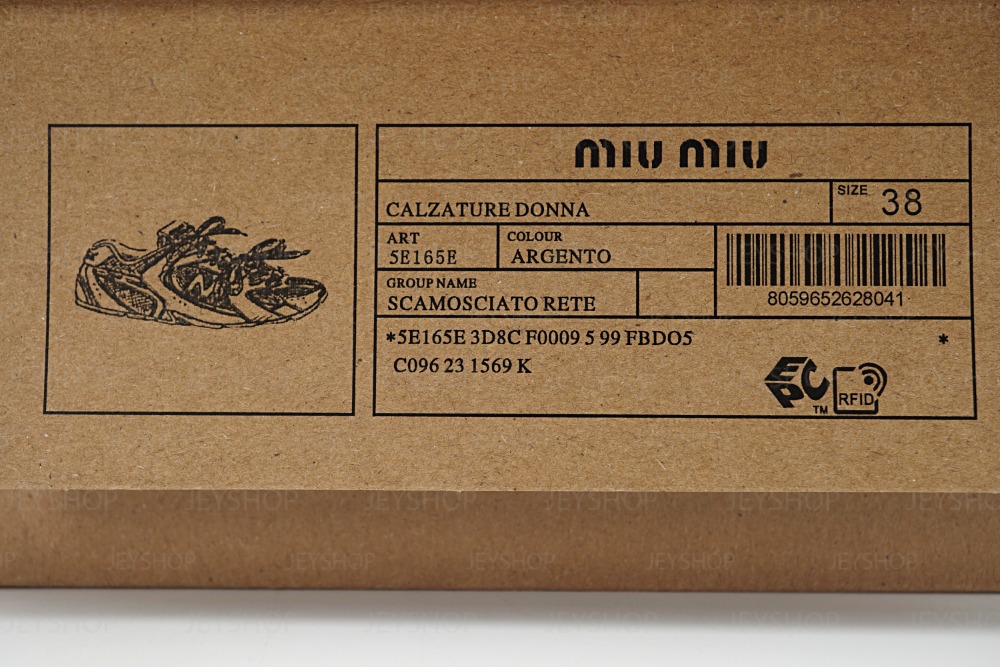 MIU MIU
CALZATURE DONNA
SIZE 38
ART
5E165E
COLOUR
ARGENTO
8059652628041
GROUP NAME
SCAMOSCIATO RETE
*5E165E 3D8C F0009 5 99 FBDO5 *
C096 23 1569 K
EPC TM
RFID
JEYSHOP